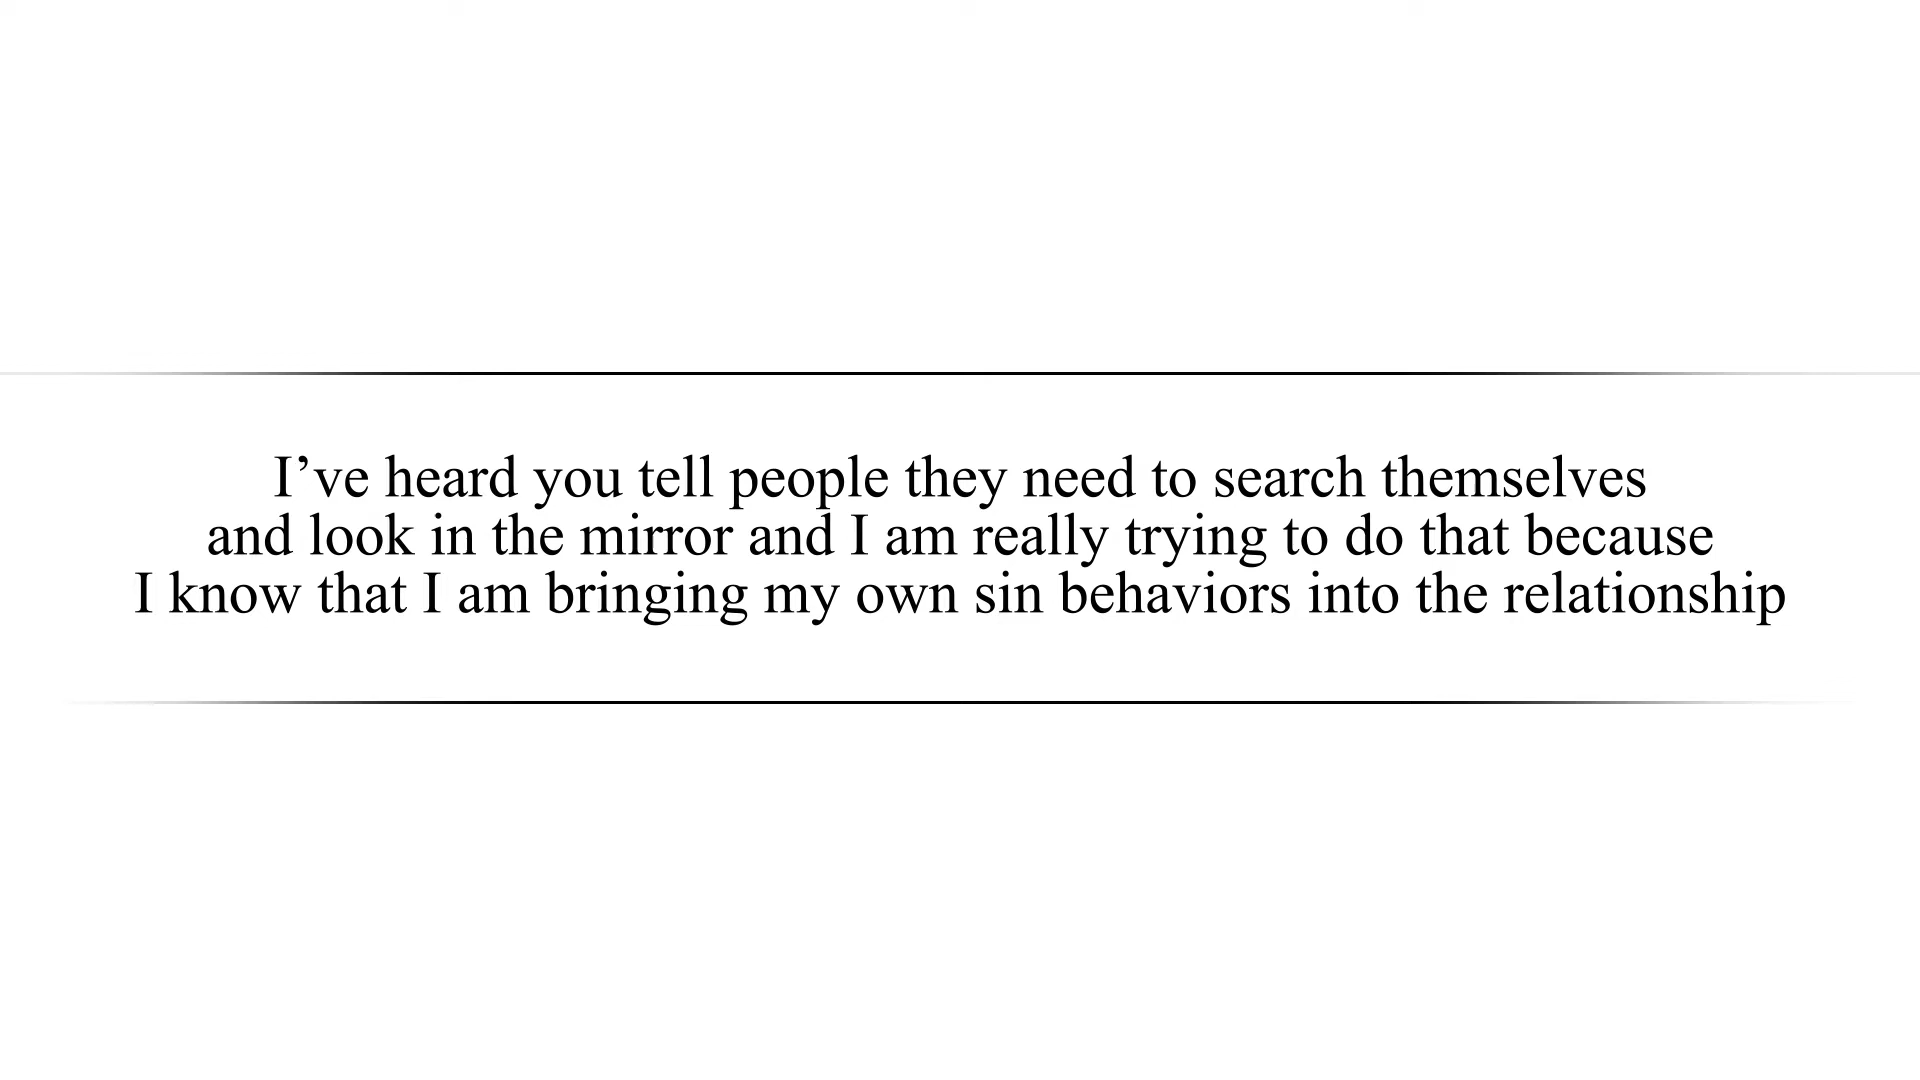 I’ve heard you tell people they need to search themselves
and look in the mirror and I am really trying to do that because
I know that I am bringing my own sin behaviors into the relationship